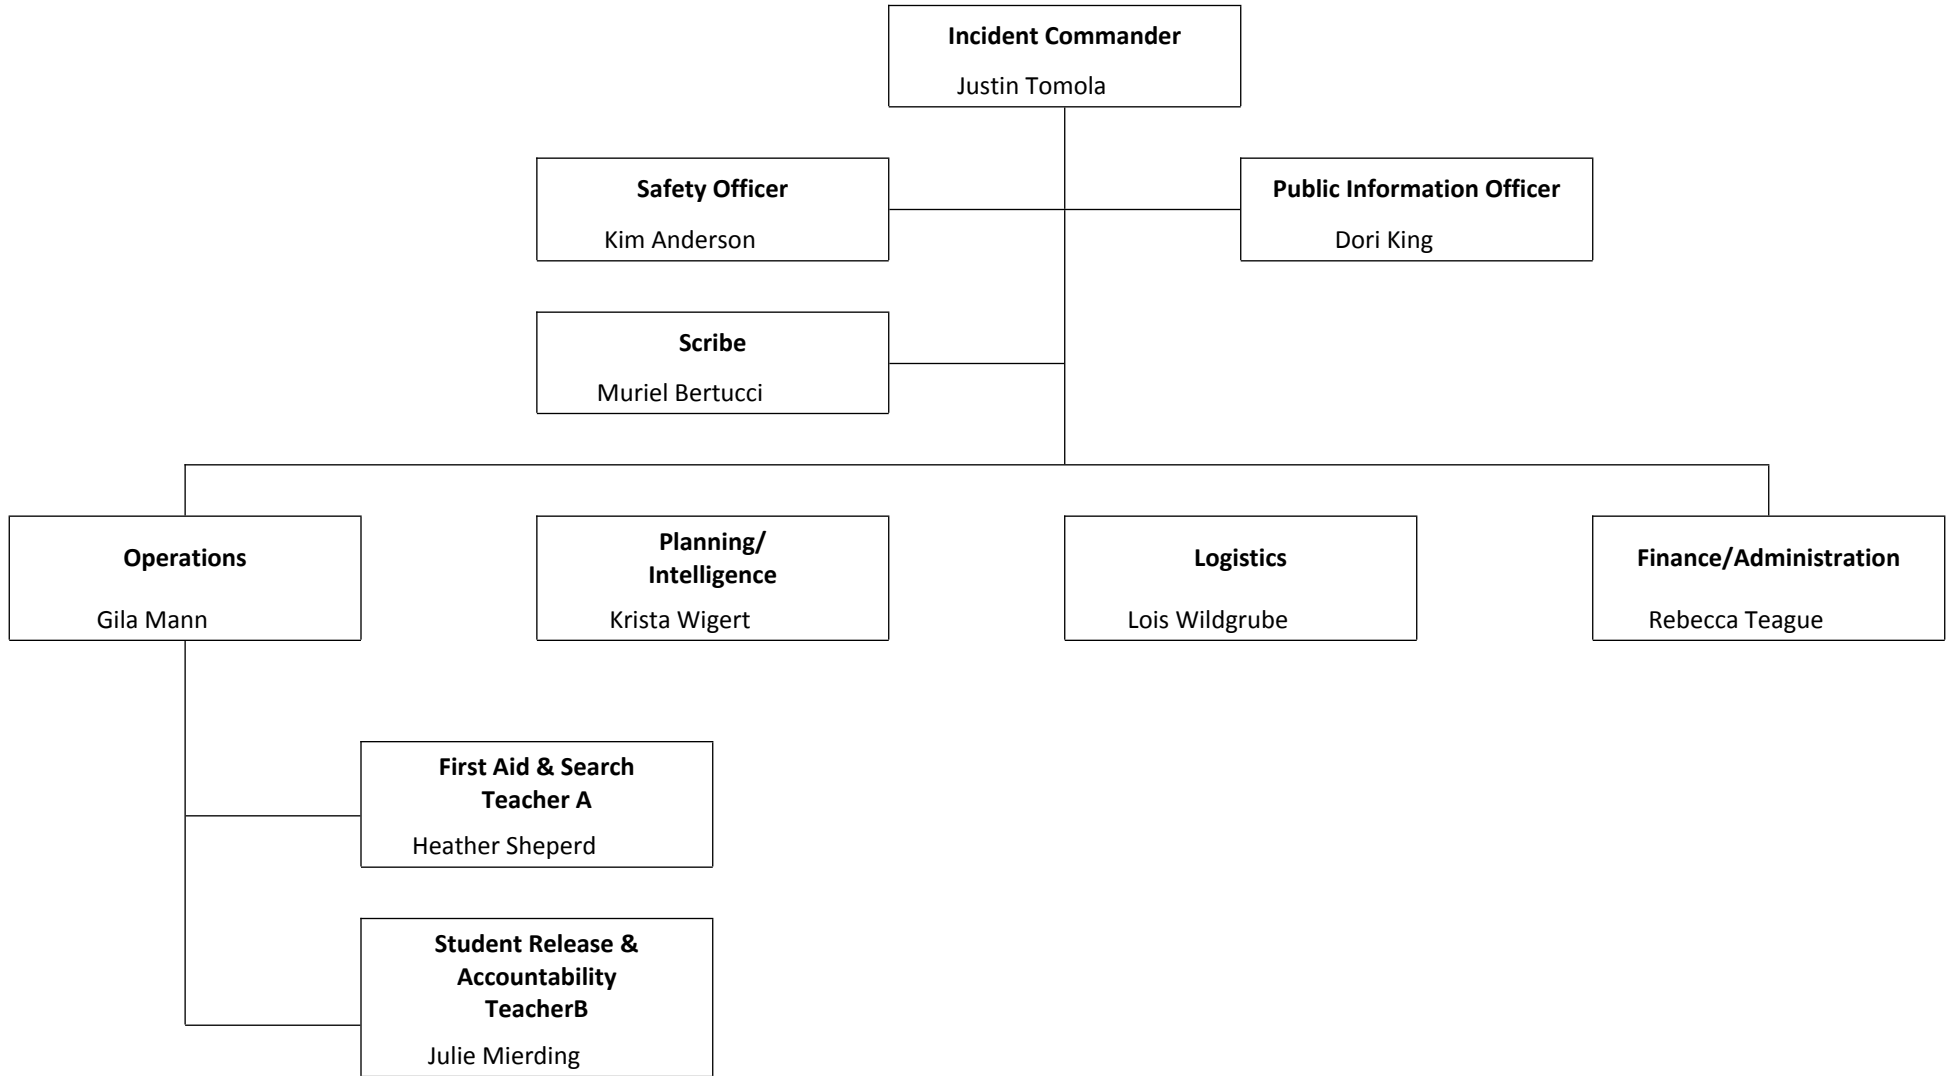 Incident Commander
Justin Tomola
Safety Officer
Kim Anderson
Public Information Officer
Dori King
Scribe
Muriel Bertucci
Operations
Gila Mann
Planning/
Intelligence
Krista Wigert
Logistics
Lois Wildgrube
Finance/Administration
Rebecca Teague
First Aid & Search
Teacher A
Heather Sheperd
Student Release &
Accountability
TeacherB
Julie Mierding